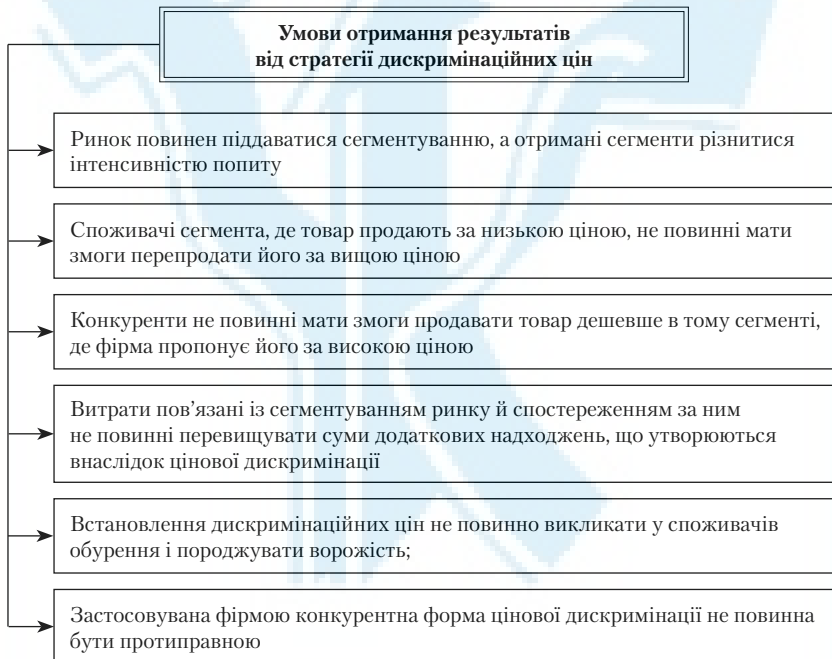 Умови отримання результатів
від стратегії дискримінаційних цін
Ринок повинен піддаватися сегментуванню, а отримані сегменти різнитися
інтенсивністю попиту
Споживачі сегмента, де товар продають за низькою ціною, не повинні мати
змоги перепродати його за вищою ціною
Конкуренти не повинні мати змоги продавати товар дешевше в тому сегменті,
де фірма пропонує його за високою ціною
Витрати пов’язані із сегментуванням ринку й спостереженням за ним
не повинні перевищувати суми додаткових надходжень, що утворюються
внаслідок цінової дискримінації
Встановлення дискримінаційних цін не повинно викликати у споживачів
обурення і породжувати ворожість;
Застосовувана фірмою конкурентна форма цінової дискримінації не повинна
бути протиправною